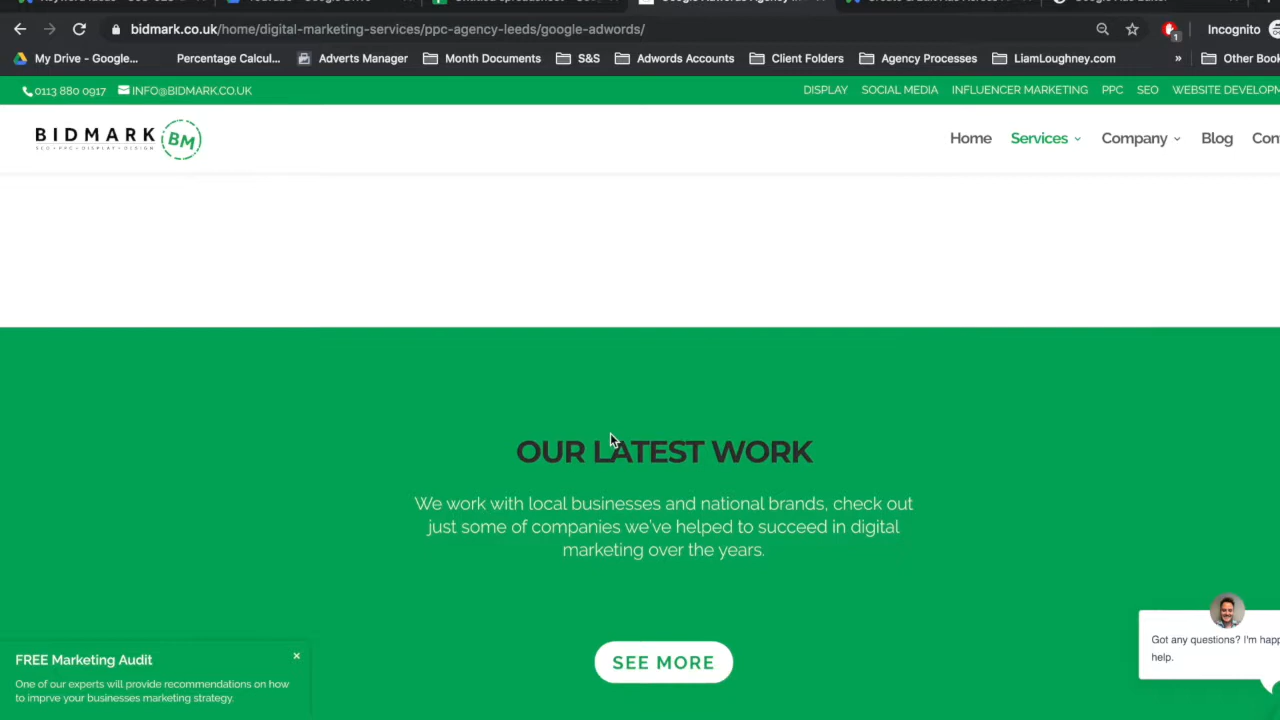 bidmark.co.uk/home/digital-marketing-services/ppc-agency-leeds/google-adwords/
1
Incognito
My Drive - Google...
Percentage Calcul...
Adverts Manager
Month Documents
S&S
Adwords Accounts
Client Folders
Agency Processes
LiamLoughney.com
»
Other Book
0113 880 0917
INFO@BIDMARK.CO.UK
DISPLAY
SOCIAL MEDIA
INFLUENCER MARKETING
PPC
SEO
WEBSITE DEVELOPM
BIDMARK BM
SEO • PPC • DISPLAY • DESIGN
Home
Services
Company
Blog
Con
OUR LATEST WORK
We work with local businesses and national brands, check out
just some of companies we've helped to succeed in digital
marketing over the years.
SEE MORE
FREE Marketing Audit
×
One of our experts will provide recommendations on how
to imprve your businesses marketing strategy.
Got any questions? I'm happ
help.